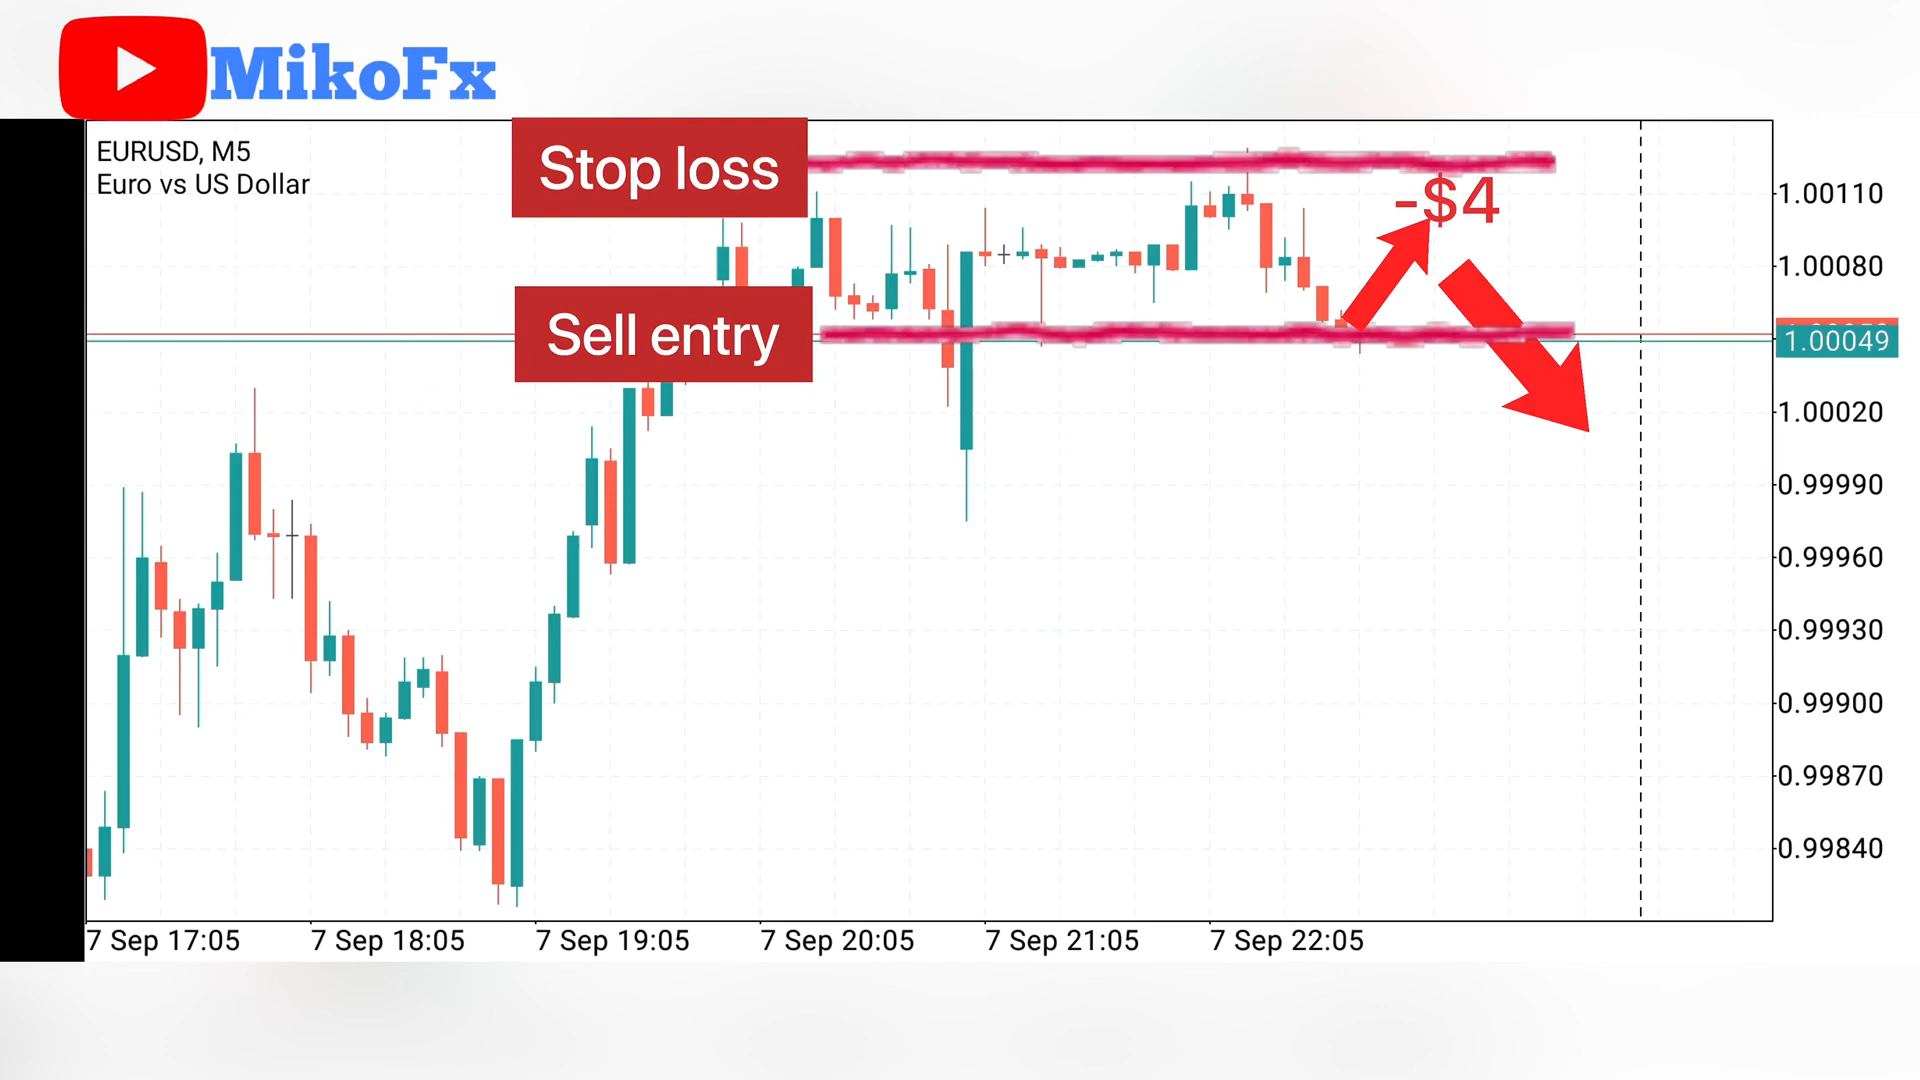 MikoFx
EURUSD, M5
Euro vs US Dollar
Stop loss
-$4
Sell entry
1.00110
1.00080
1.00049
1.00020
0.99990
0.99960
0.99930
0.99900
0.99870
0.99840
7 Sep 17:05
7 Sep 18:05
7 Sep 19:05
7 Sep 20:05
7 Sep 21:05
7 Sep 22:05